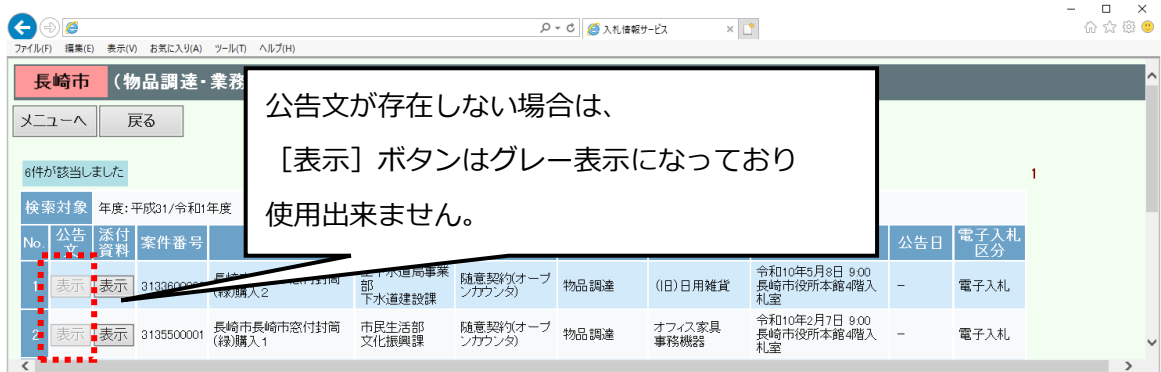 入札情報サービス
ファイル(F) 編集(E) 表示(V) お気に入り(A) ツール(T) ヘルプ(H)
長崎市 (物品調達・業務
公告文が存在しない場合は、
[表示] ボタンはグレー表示になっており
使用出来ません。
メニューへ 戻る
6件が該当しました
1
検索対象 年度:平成31/令和1年度
No. 公告文 添付資料 案件番号 公告日 電子入札区分
1 表示 表示 (緑)購入2 部 下水道建設課 随意契約(オープンカウンタ) 物品調達 (旧)日用雑貨 令和10年5月8日 9:00 長崎市役所本館4階入札室 - 電子入札
2 表示 表示 3135500001 長崎市長崎市窓付封筒(緑)購入1 市民生活部 文化振興課 随意契約(オープンカウンタ) 物品調達 オフィス家具 事務機器 令和10年2月7日 9:00 長崎市役所本館4階入札室 - 電子入札